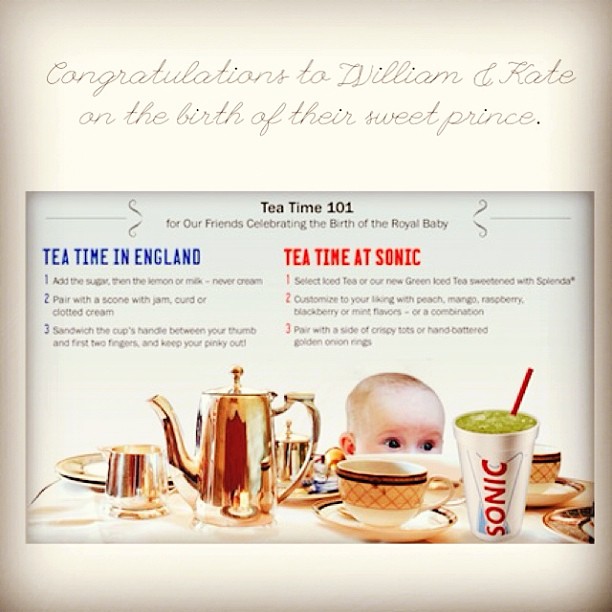 Congratulations to William & Kate
on the birth of their sweet prince.
Tea Time 101
for Our Friends Celebrating the Birth of the Royal Baby
TEA TIME IN ENGLAND
1 Add the sugar, then the lemon or milk – never cream
2 Pair with a scone with jam, curd or
clotted cream
3 Sandwich the cup's handle between your thumb
and first two fingers, and keep your pinky out!
TEA TIME AT SONIC
1 Select Iced Tea or our new Green Iced Tea sweetened with Splenda®
2 Customize to your liking with peach, mango, raspberry,
blackberry or mint flavors – or a combination
3 Pair with a side of crispy tots or hand-battered
golden onion rings
SONIC